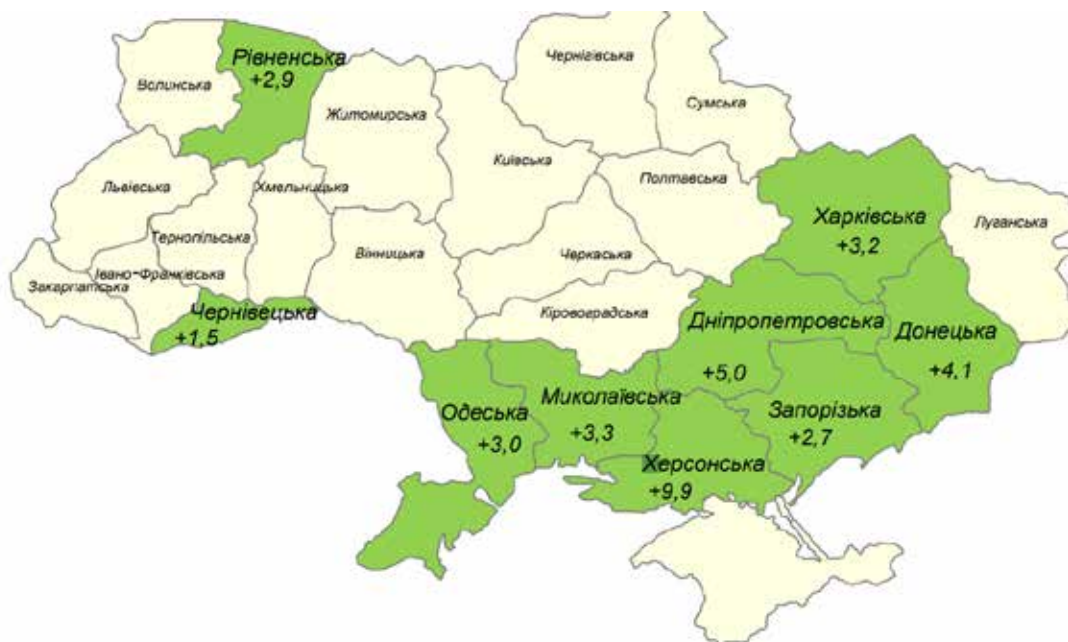 Рівненська
+2,9
Волинська
Житомирська
Чернігівська
Сумська
Київська
Полтавська
Львівська
Хмельницька
Тернопільська
Івано-Франківська
Закарпатська
Чернівецька
+1,5
Вінницька
Черкаська
Кіровоградська
Харківська
+3,2
Луганська
Дніпропетровська
+5,0
Донецька
+4,1
Одеська
+3,0
Миколаївська
+3,3
Запорізька
+2,7
Херсонська
+9,9